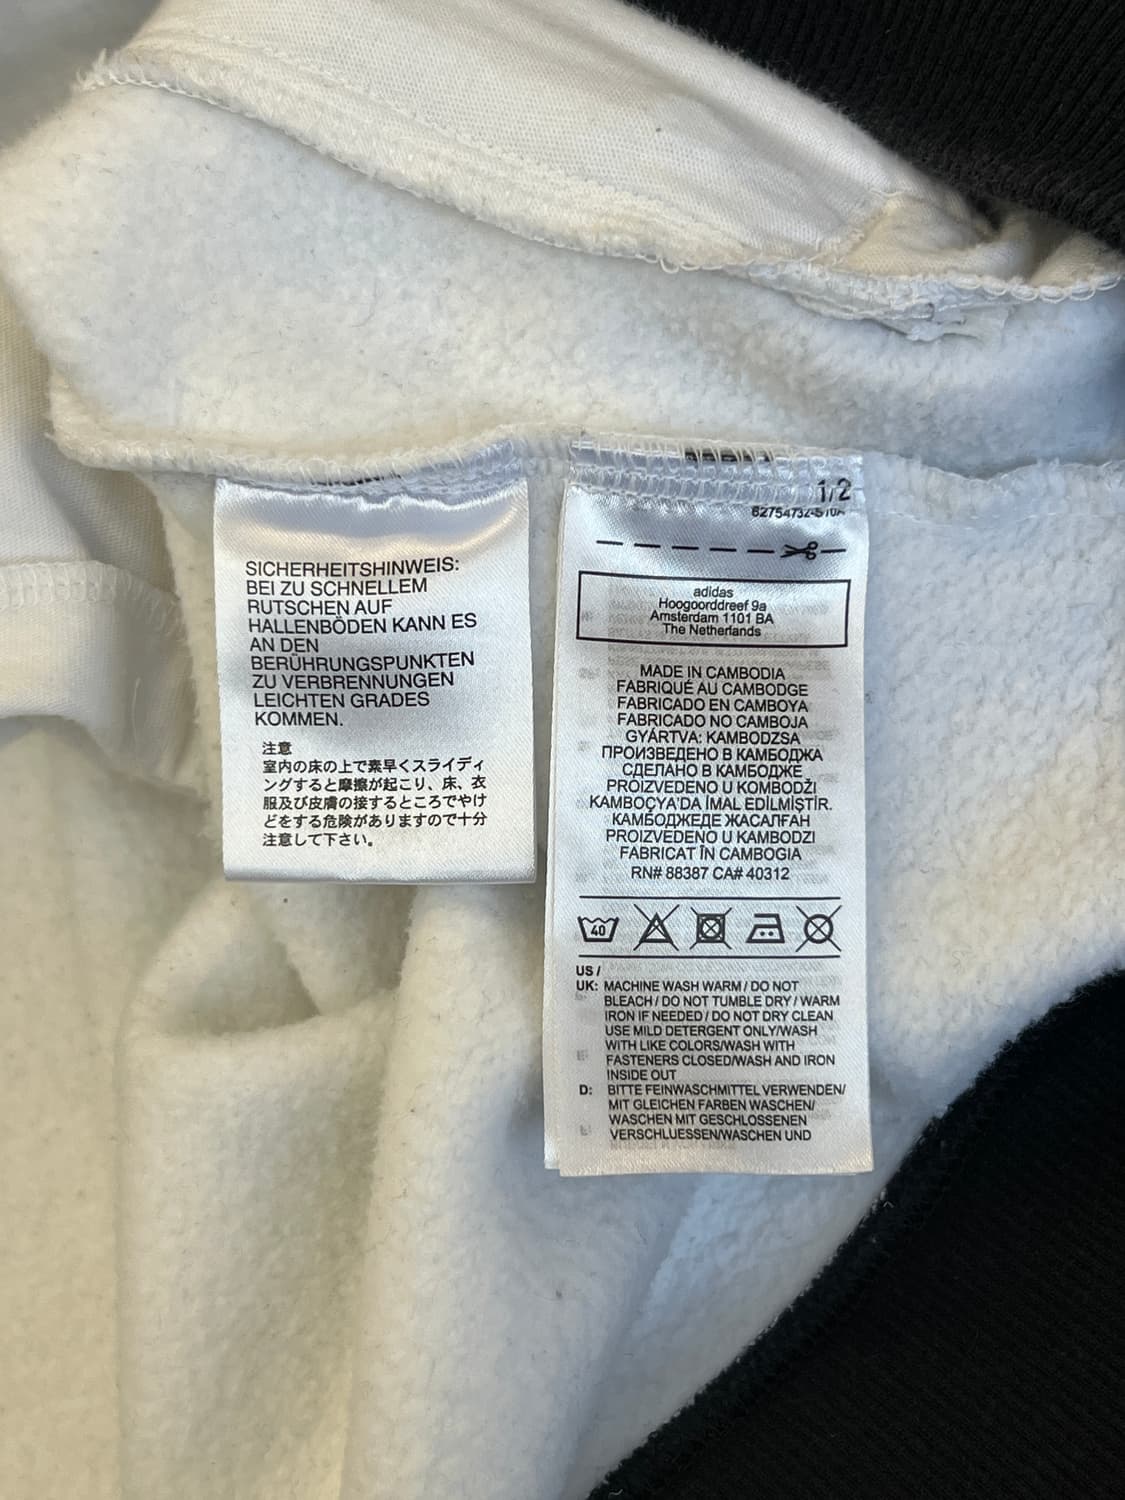 SICHERHEITSHINWEIS:
BEI ZU SCHNELLEM
RUTSCHEN AUF
HALLENBÖDEN KANN ES
AN DEN
BERÜHRUNGSPUNKTEN
ZU VERBRENNUNGEN
LEICHTEN GRADES
KOMMEN.
注意
室内の床の上で素早くスライディ
ングすると摩擦が起こり、床、衣
服及び皮膚の接するところでやけ
どをする危険がありますので十分
注意して下さい。
1/2
adidas
Hoogoorddreef 9a
Amsterdam 1101 BA
The Netherlands
MADE IN CAMBODIA
FABRIQUÉ AU CAMBODGE
FABRICADO EN CAMBOYA
FABRICADO NO CAMBOJA
GYÁRTVA: KAMBODZSA
ПРОИЗВЕДЕНО В КАМБОДЖА
СДЕЛАНО В КАМБОДЖЕ
PROIZVEDENO U KOMBODŽI
KAMBOÇYA'DA İMAL EDİLMİŞTİR.
КАМБОДЖЕДЕ ЖАСАЛҒАН
PROIZVEDENO U KAMBODZI
FABRICAT ÎN CAMBOGIA
RN# 88387 CA# 40312
40
US /
UK: MACHINE WASH WARM / DO NOT
BLEACH / DO NOT TUMBLE DRY / WARM
IRON IF NEEDED / DO NOT DRY CLEAN
USE MILD DETERGENT ONLY/WASH
WITH LIKE COLORS/WASH WITH
FASTENERS CLOSED/WASH AND IRON
INSIDE OUT
D: BITTE FEINWASCHMITTEL VERWENDEN/
MIT GLEICHEN FARBEN WASCHEN/
WASCHEN MIT GESCHLOSSENEN
VERSCHLUESSEN/WASCHEN UND